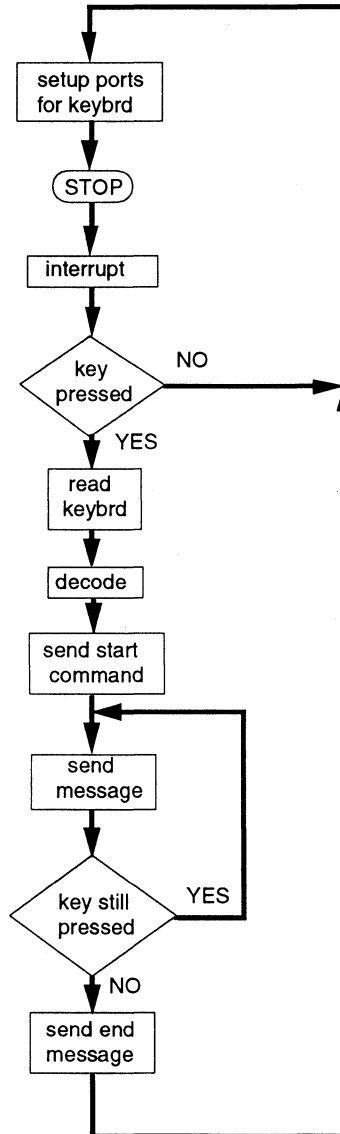 setup ports
for keybrd
STOP
interrupt
key
pressed
NO
YES
read
keybrd
decode
send start
command
send
message
key still
pressed
YES
NO
send end
message